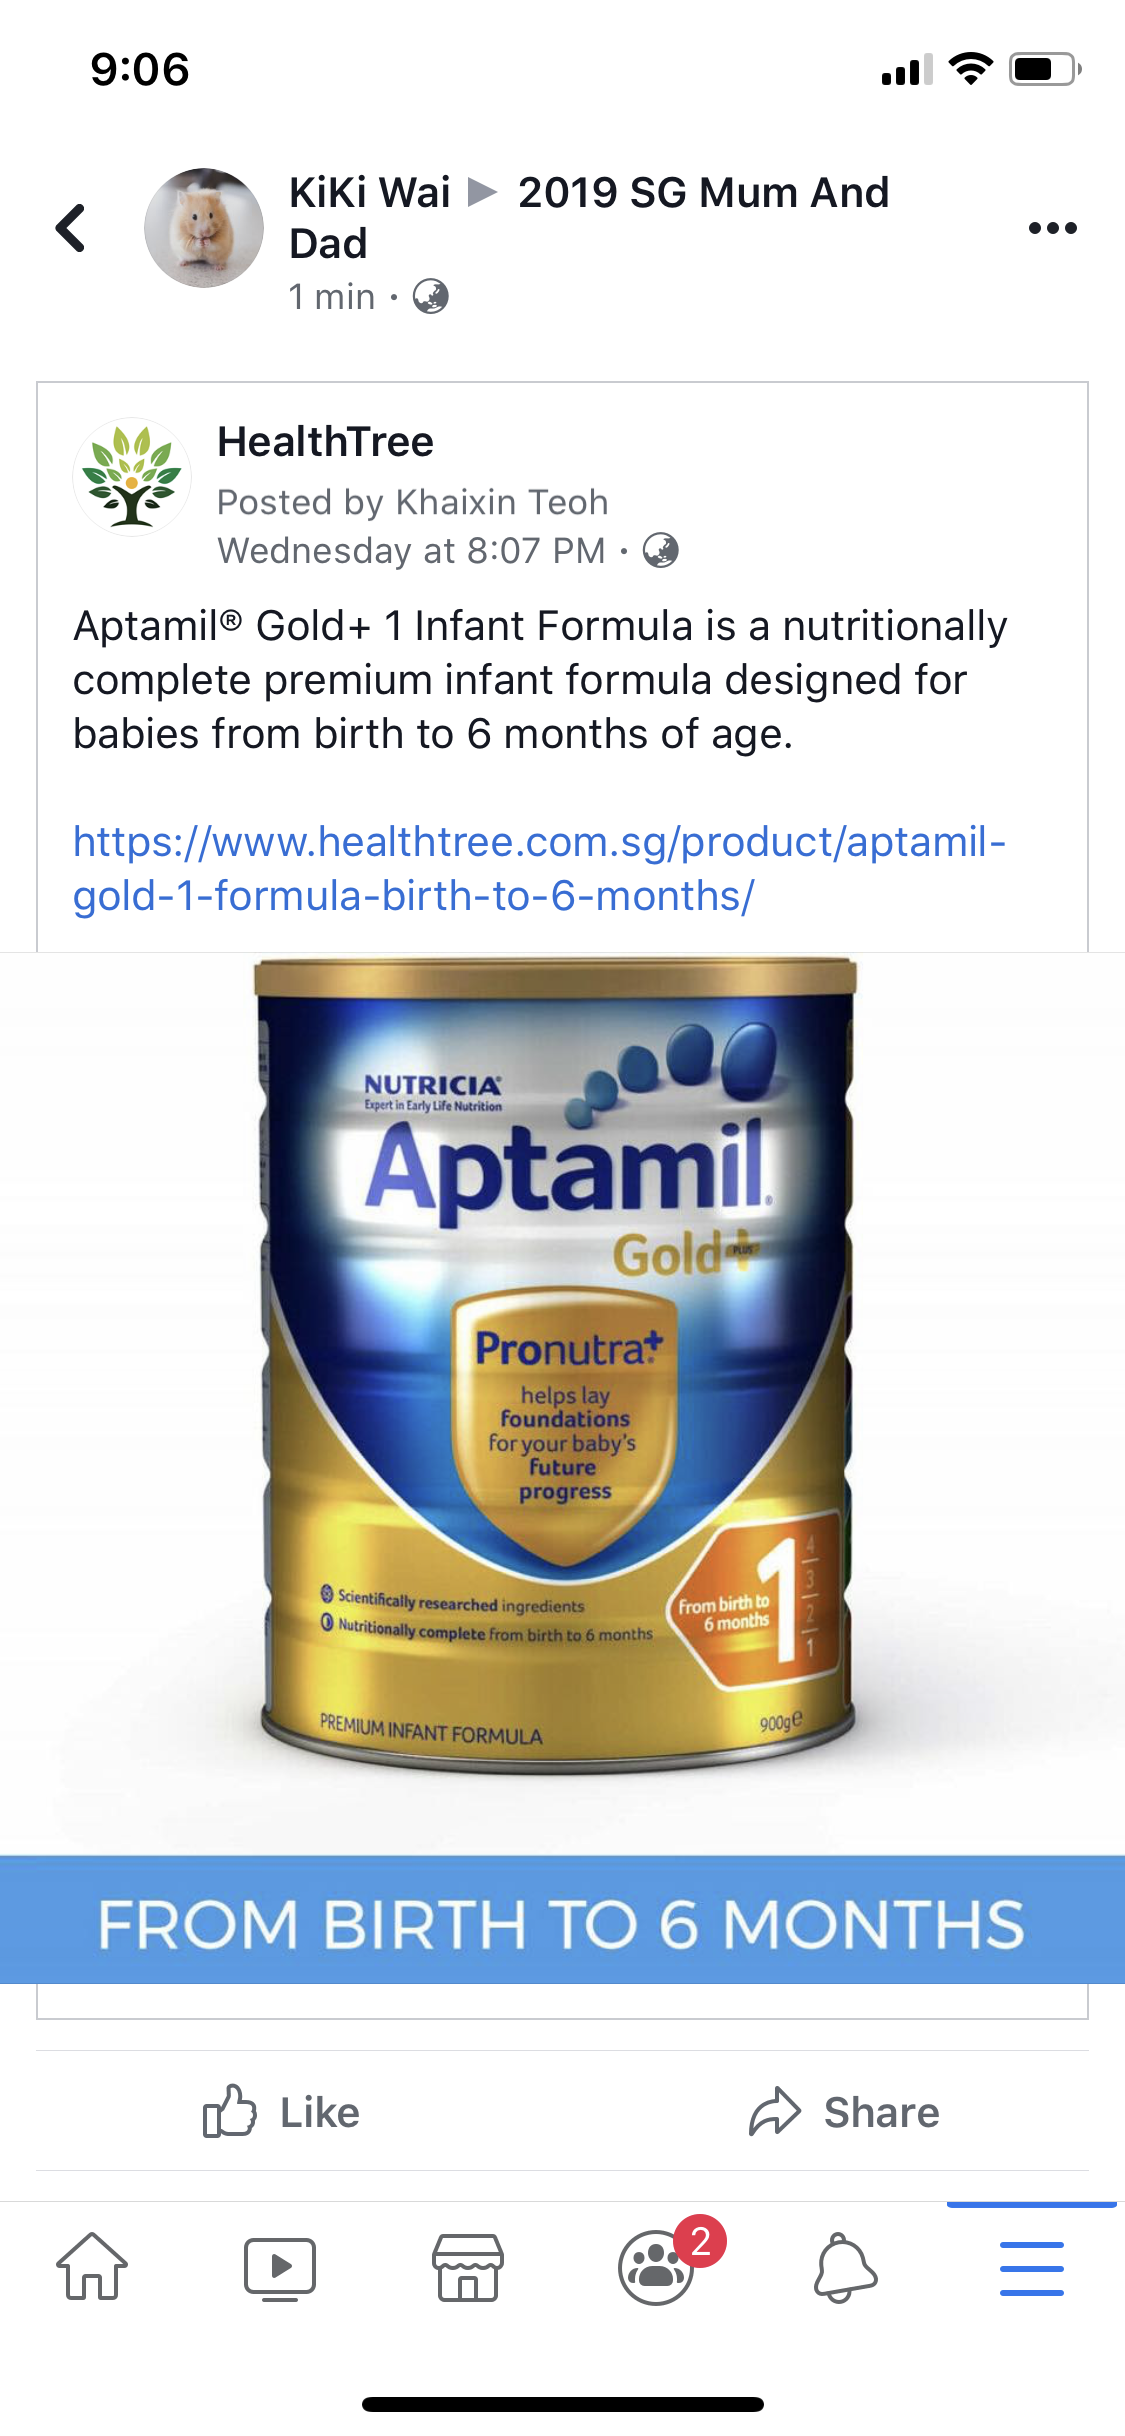 9:06
KiKi Wai ▶ 2019 SG Mum And
Dad
1 min ·
HealthTree
Posted by Khaixin Teoh
Wednesday at 8:07 PM ·
Aptamil® Gold+ 1 Infant Formula is a nutritionally
complete premium infant formula designed for
babies from birth to 6 months of age.
https://www.healthtree.com.sg/product/aptamil-
gold-1-formula-birth-to-6-months/
NUTRICIA
Expert in Early Life Nutrition
Aptamil®
Gold+ PLUS
Pronutra+
helps lay
foundations
for your baby's
future
progress
Scientifically researched ingredients
Nutritionally complete from birth to 6 months
From birth to
6 months
1
4
3
2
1
PREMIUM INFANT FORMULA
900g℮
FROM BIRTH TO 6 MONTHS
Like
Share
2